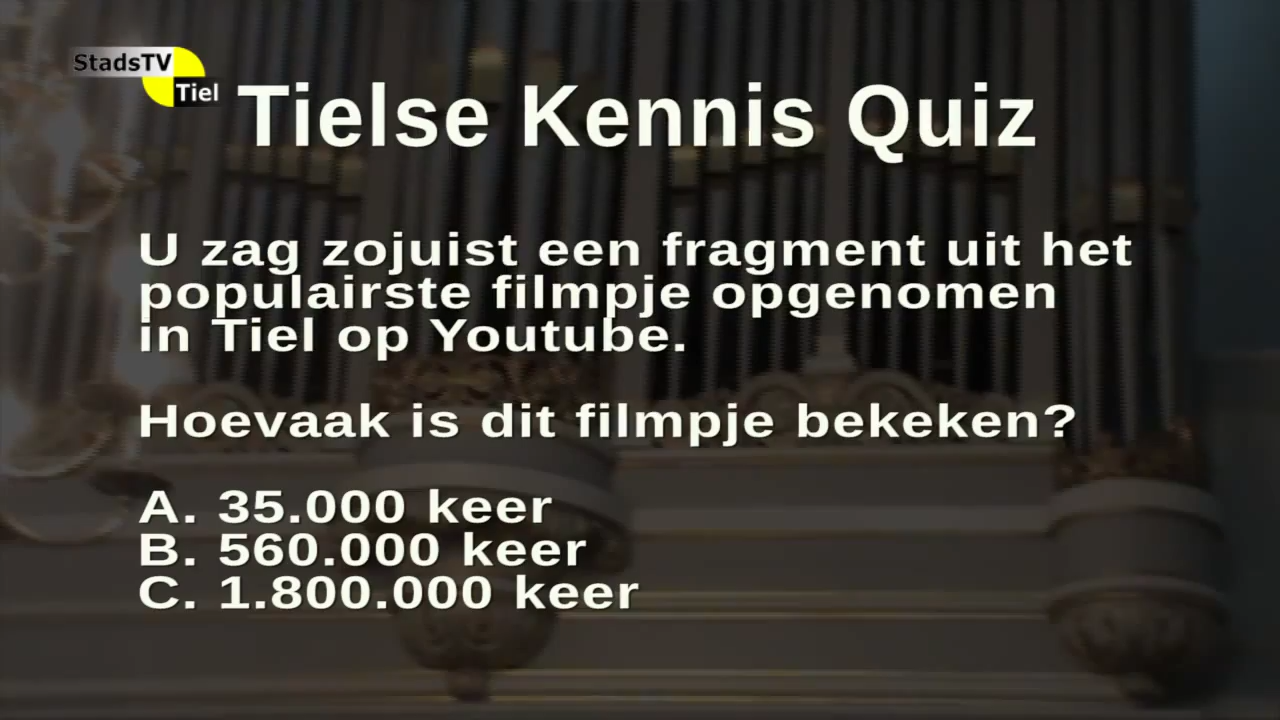 StadsTV
Tiel
Tielse Kennis Quiz
U zag zojuist een fragment uit het
populairste filmpje opgenomen
in Tiel op Youtube.
Hoevaak is dit filmpje bekeken?
A. 35.000 keer
B. 560.000 keer
C. 1.800.000 keer